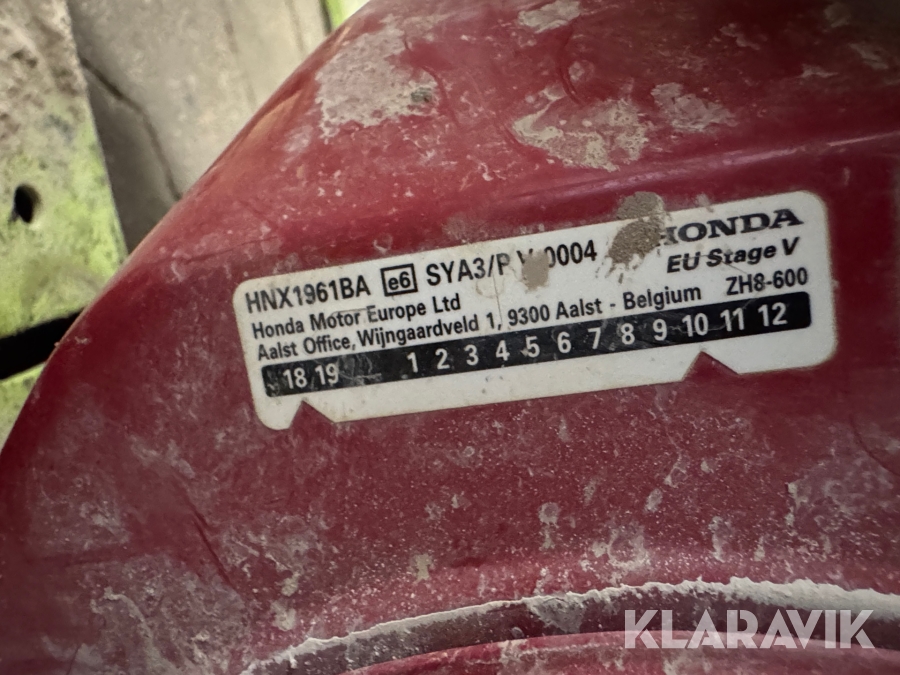 HNX1961BA e6 SYA3/P V 0004 HONDA
EU Stage V
Honda Motor Europe Ltd
Aalst Office, Wijngaardveld 1, 9300 Aalst - Belgium ZH8-600
18 19 1 2 3 4 5 6 7 8 9 10 11 12
KLARAVIK